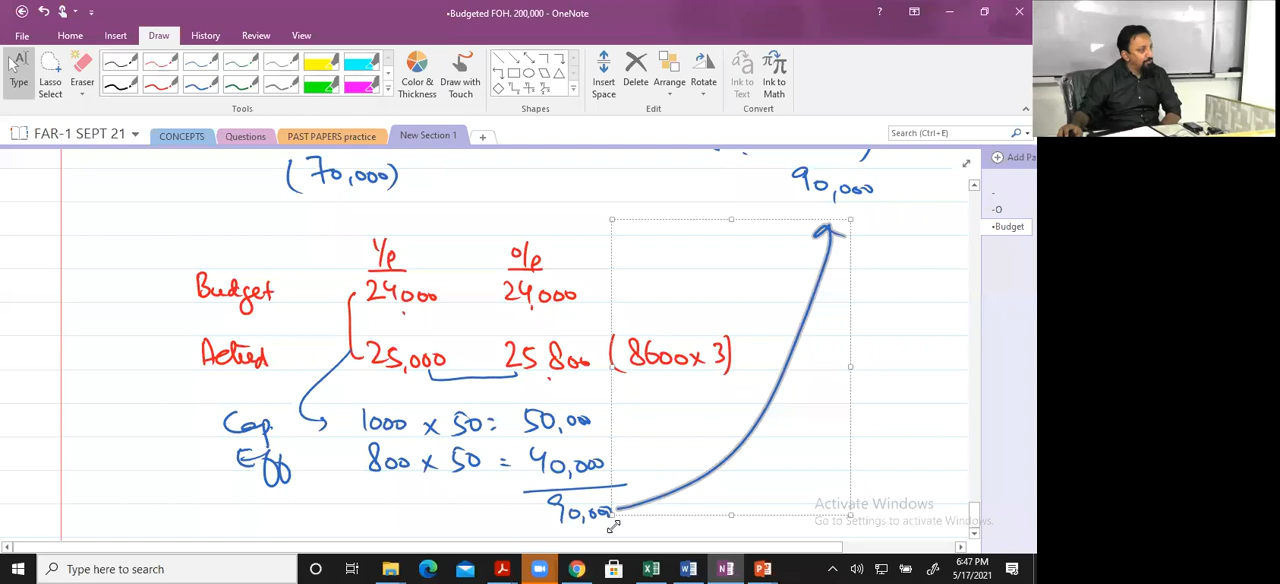 •Budgeted FOH. 200,000 - OneNote
File Home Insert Draw History Review View
Type
Lasso Select
Eraser
Color & Thickness
Draw with Touch
Insert Space
Delete
Arrange
Rotate
Ink to Text
Ink to Math
Tools
Shapes
Edit
Convert
FAR-1 SEPT 21
CONCEPTS
Questions
PAST PAPERS practice
New Section 1
Search (Ctrl+E)
Add Pa
-
-O
•Budget
(70,000)
90,000
I/P O/P
Budget 24,000 24,000
25,000 25 800 (8600 x 3)
Cap 1000 x 50 = 50,00
Eff 800 x 50 = 40,000
90,000
Activate Windows
Go to Settings to activate Windows.
Type here to search
6:47 PM
5/17/2021